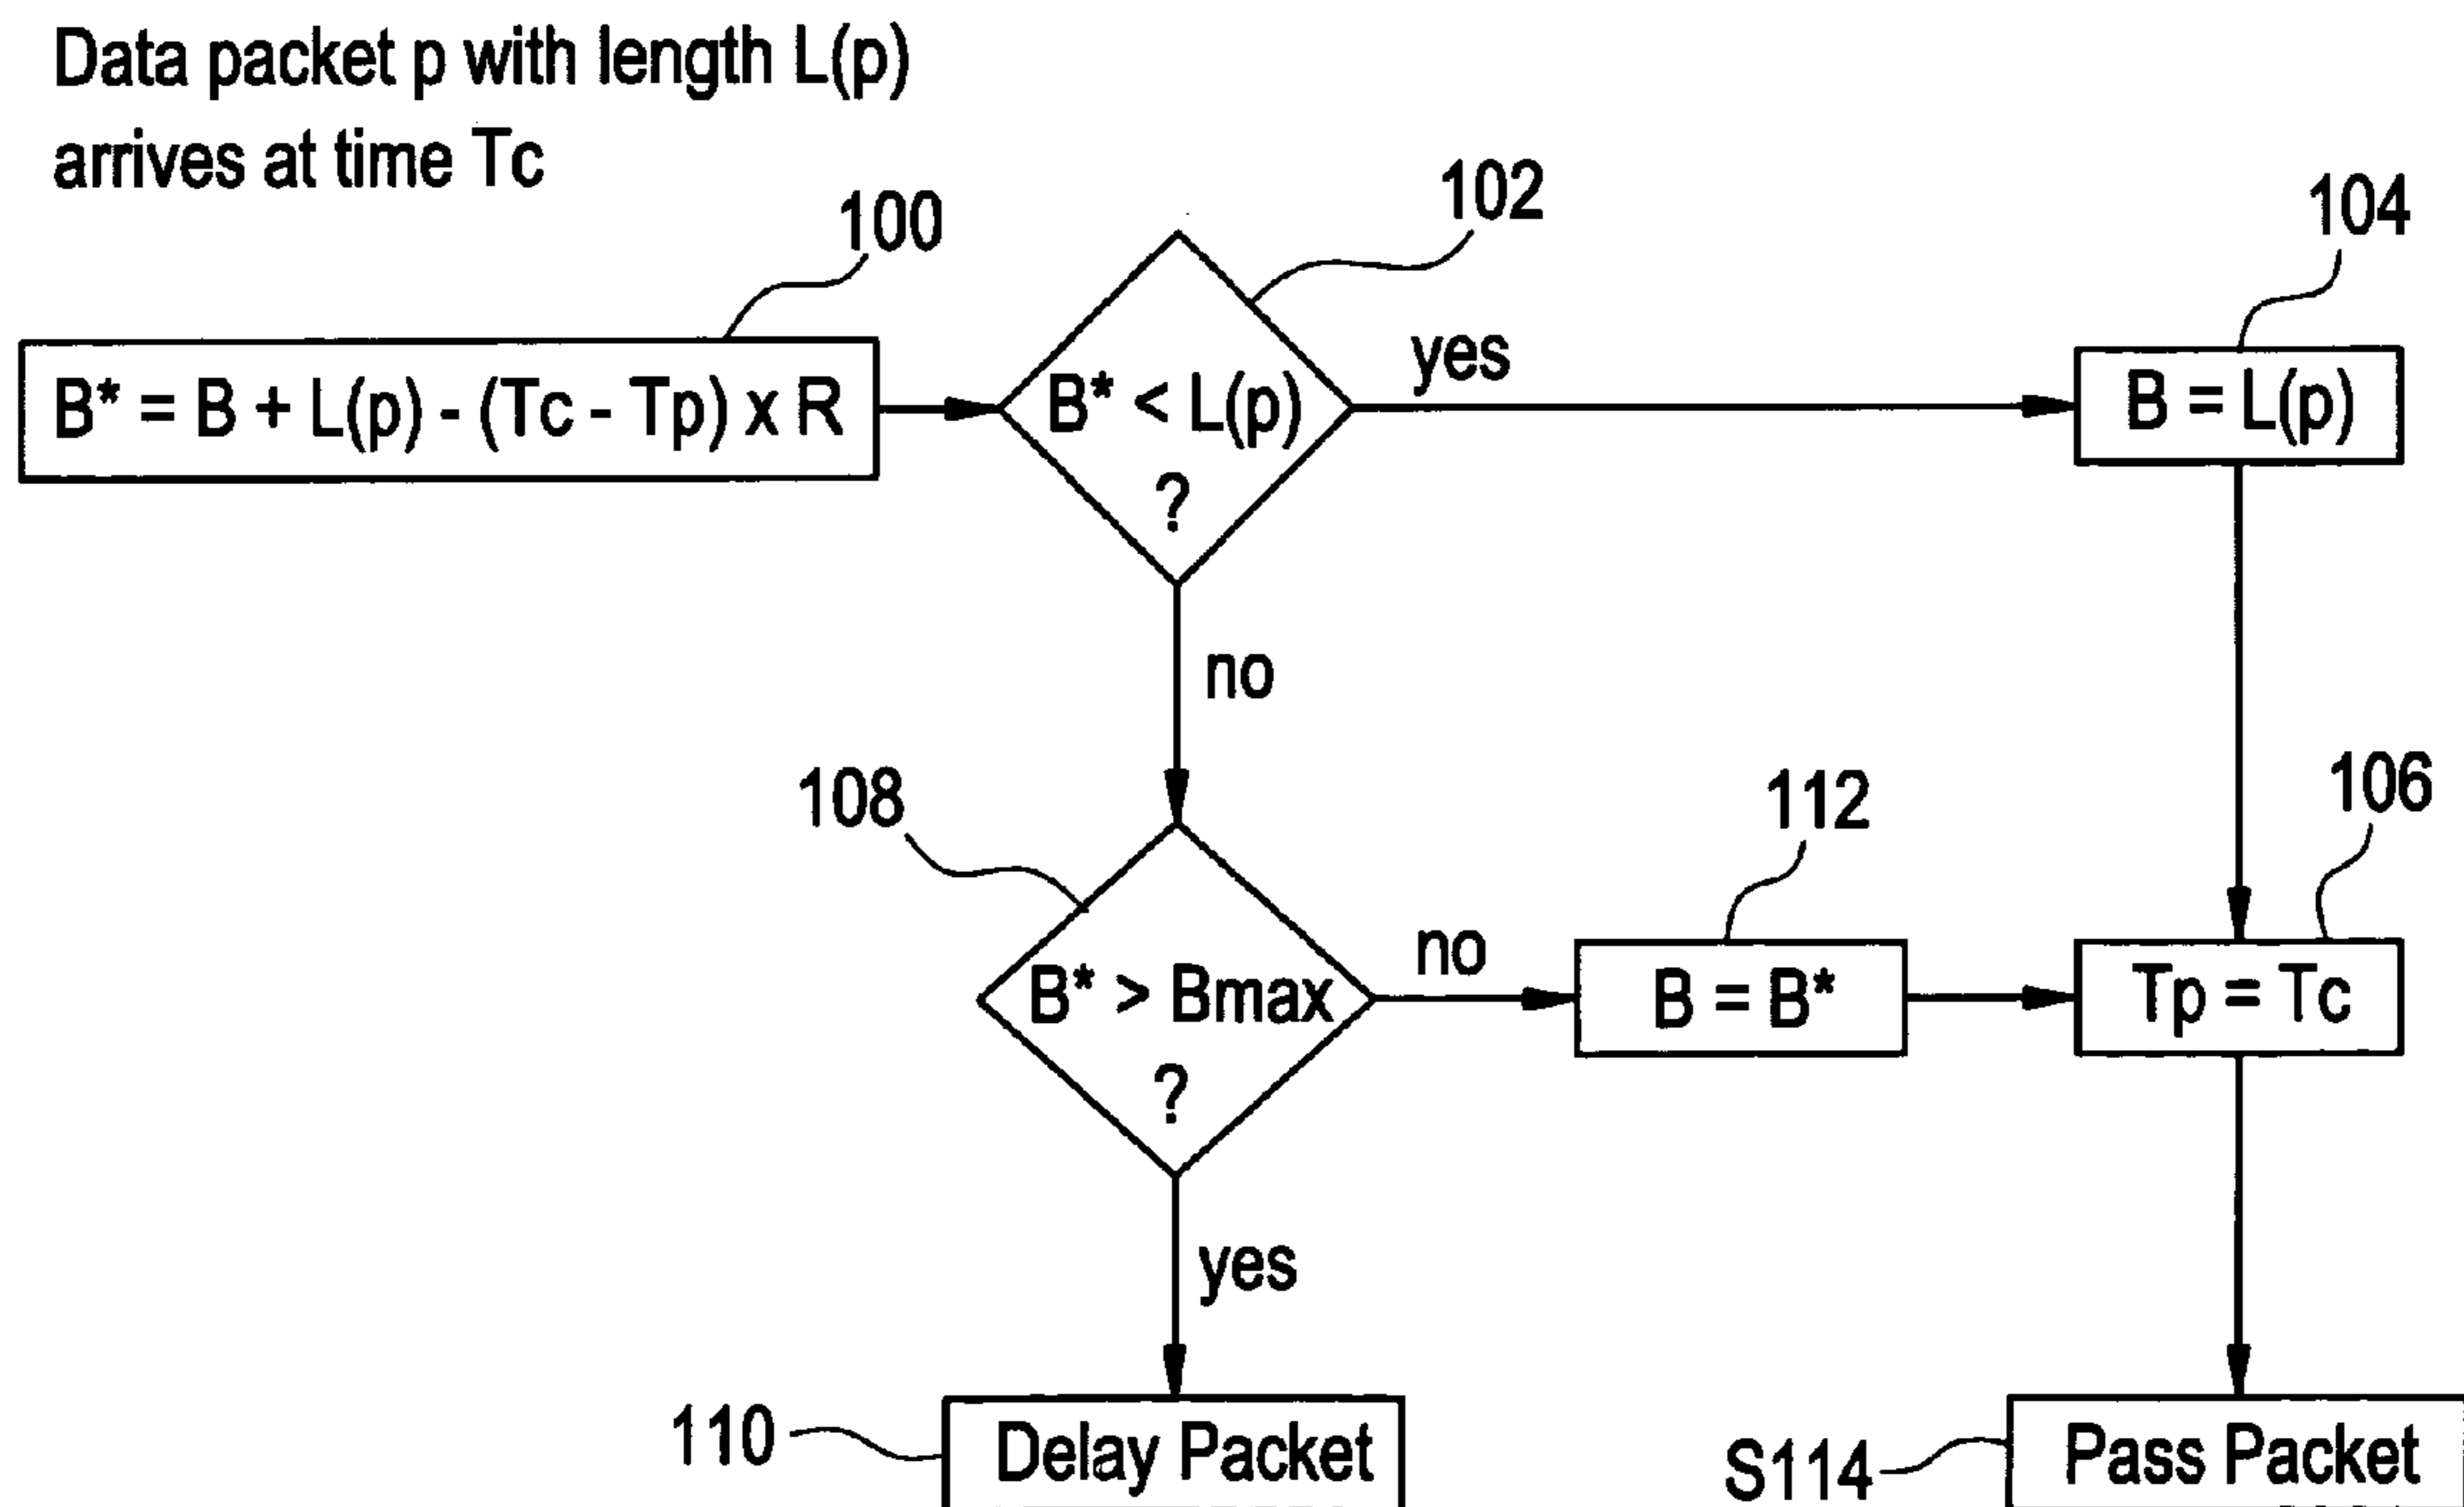 Data packet p with length L(p)
arrives at time Tc
100
102
104
B* = B + L(p) - (Tc - Tp) x R
B* < L(p)
?
yes
B = L(p)
no
108
112
106
B* > Bmax
?
no
B = B*
Tp = Tc
yes
110
Delay Packet
S114
Pass Packet